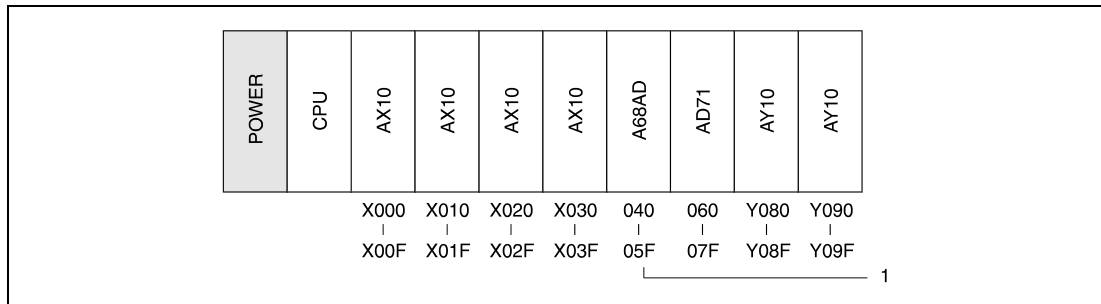 POWER CPU AX10 AX10 AX10 AX10 A68AD AD71 AY10 AY10
X000 X010 X020 X030 040 060 Y080 Y090
X00F X01F X02F X03F 05F 07F Y08F Y09F
1